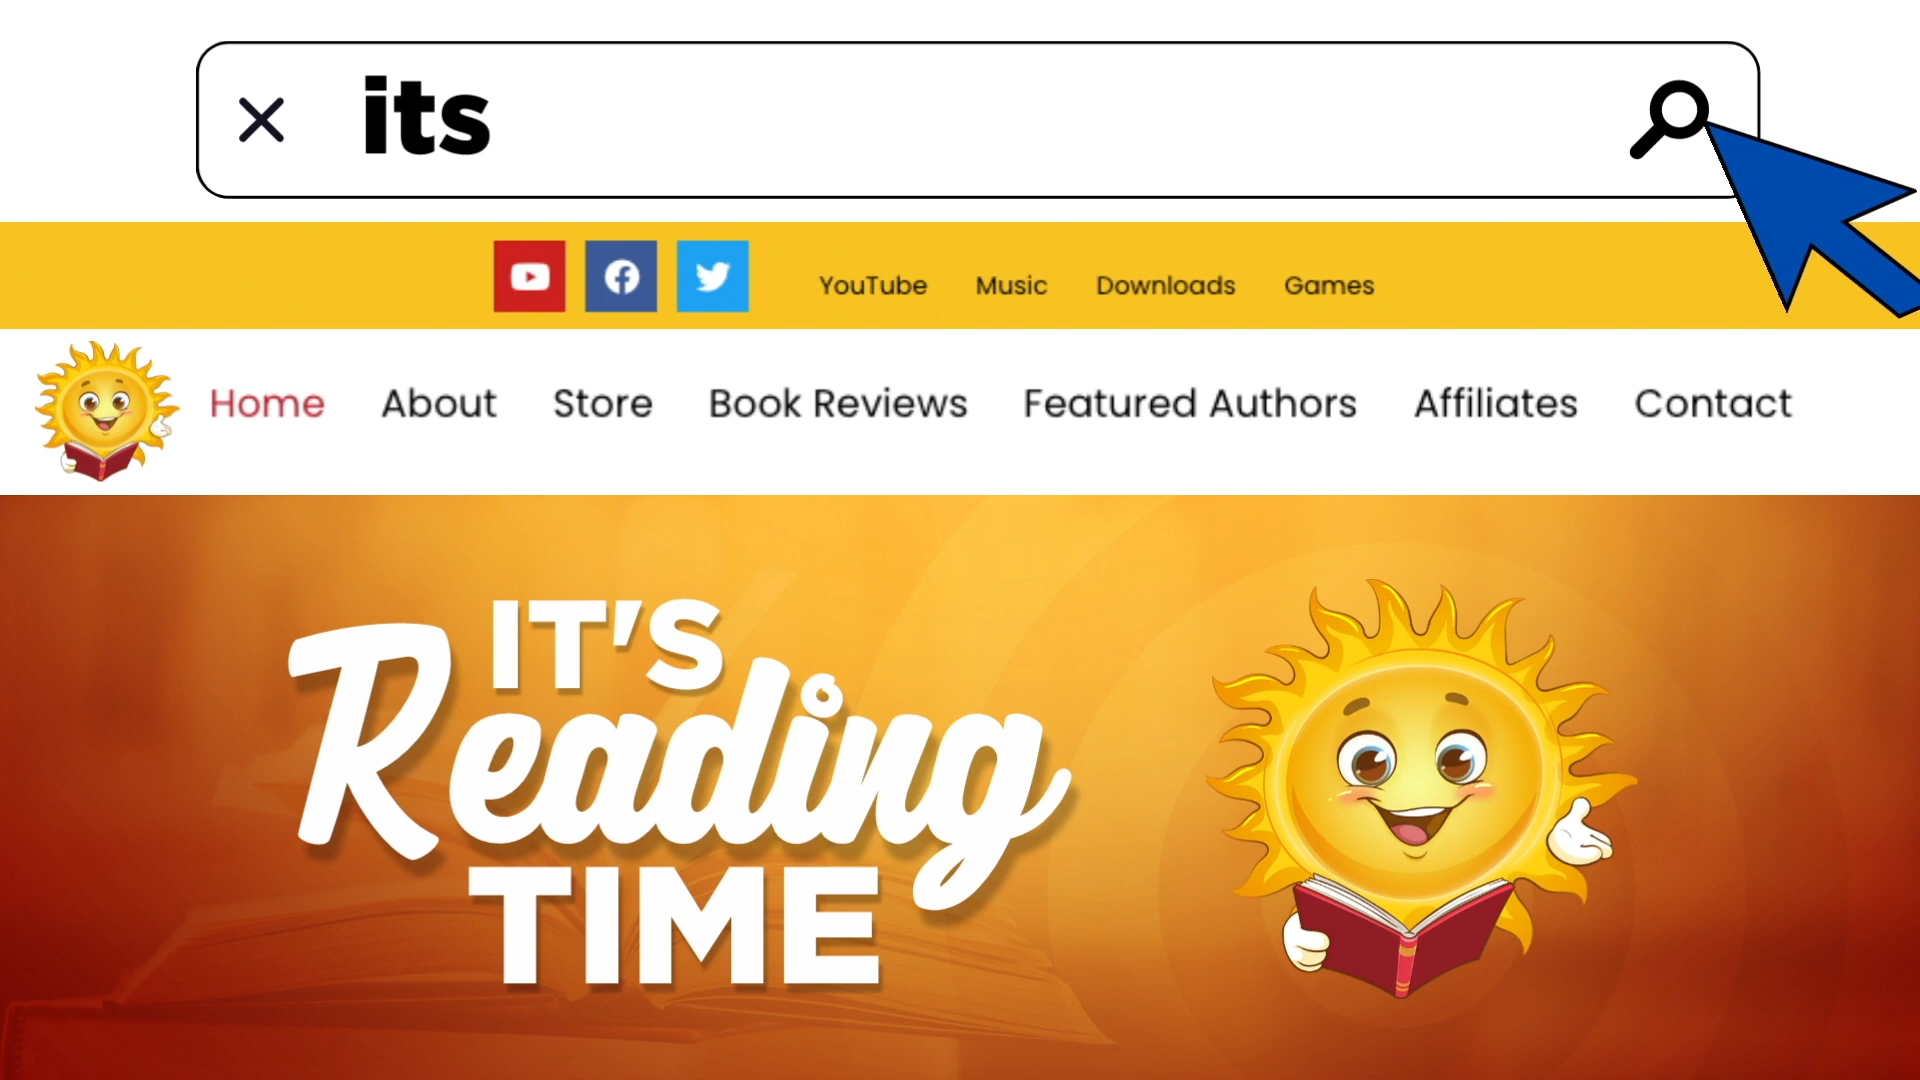 its
YouTube Music Downloads Games
Home About Store Book Reviews Featured Authors Affiliates Contact
IT'S
Reading
TIME